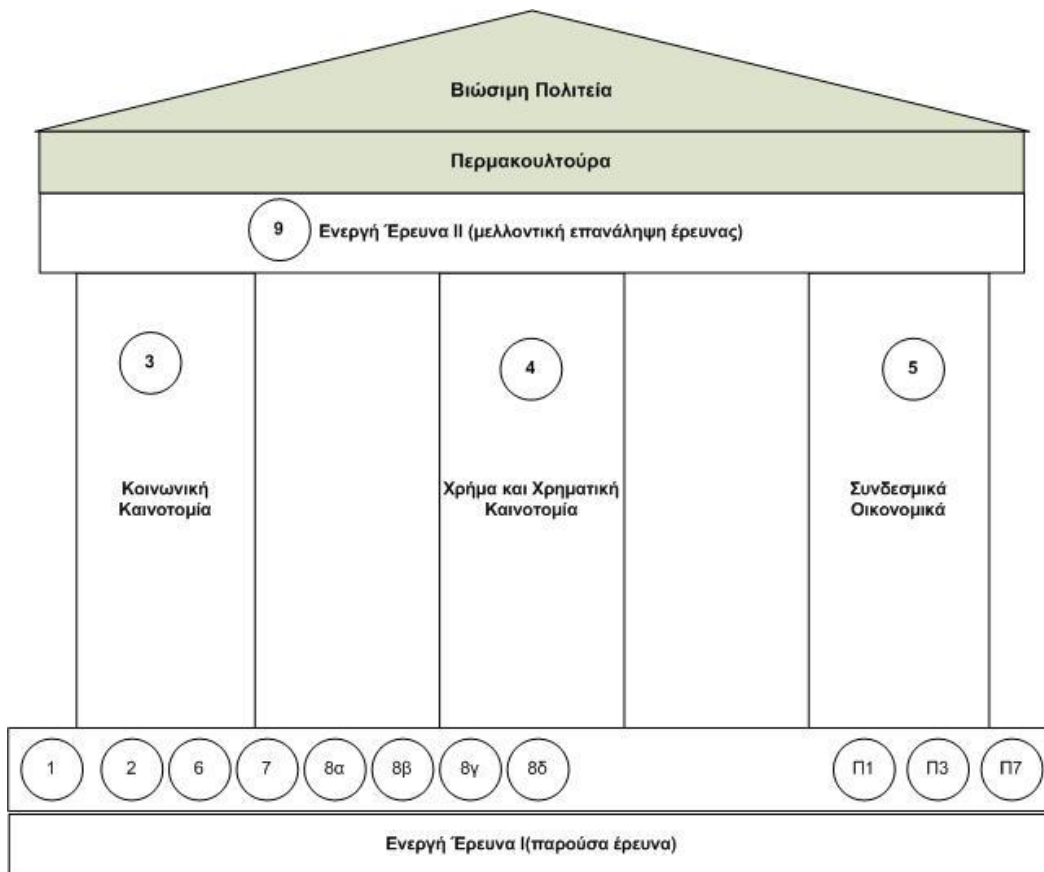 Βιώσιμη Πολιτεία
Περμακουλτούρα
9 Ενεργή Έρευνα ΙΙ (μελλοντική επανάληψη έρευνας)
3
4
5
Κοινωνική
Καινοτομία
Χρήμα και Χρηματική
Καινοτομία
Συνδεσμικά
Οικονομικά
1 2 6 7 8α 8β 8γ 8δ Π1 Π3 Π7
Ενεργή Έρευνα Ι(παρούσα έρευνα)